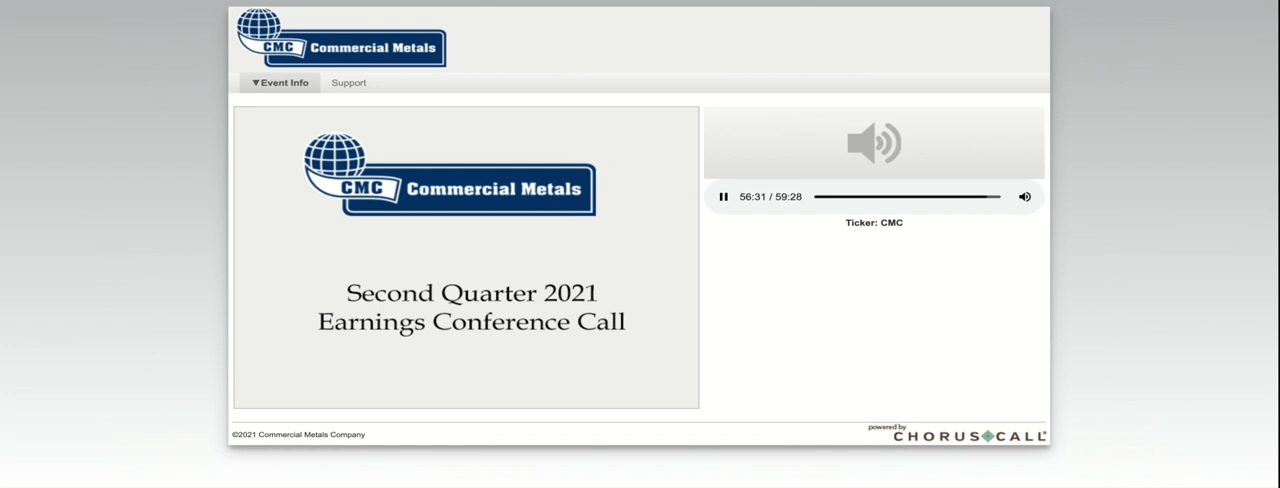 CMC Commercial Metals
▼Event Info Support
CMC Commercial Metals
Second Quarter 2021
Earnings Conference Call
56:31 / 59:28
Ticker: CMC
©2021 Commercial Metals Company
powered by
CHORUS CALL®